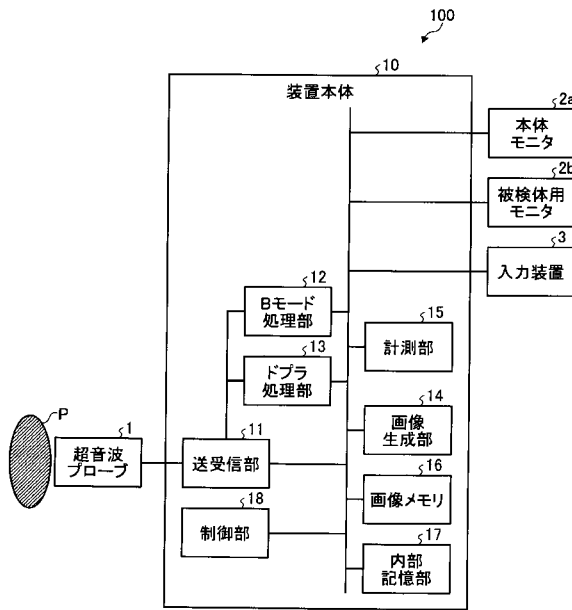 100
10
装置本体
2a
本体
モニタ
2b
被検体用
モニタ
3
入力装置
12
Bモード
処理部
15
計測部
13
ドプラ
処理部
14
画像
生成部
P
1
超音波
プローブ
11
送受信部
16
画像メモリ
18
制御部
17
内部
記憶部